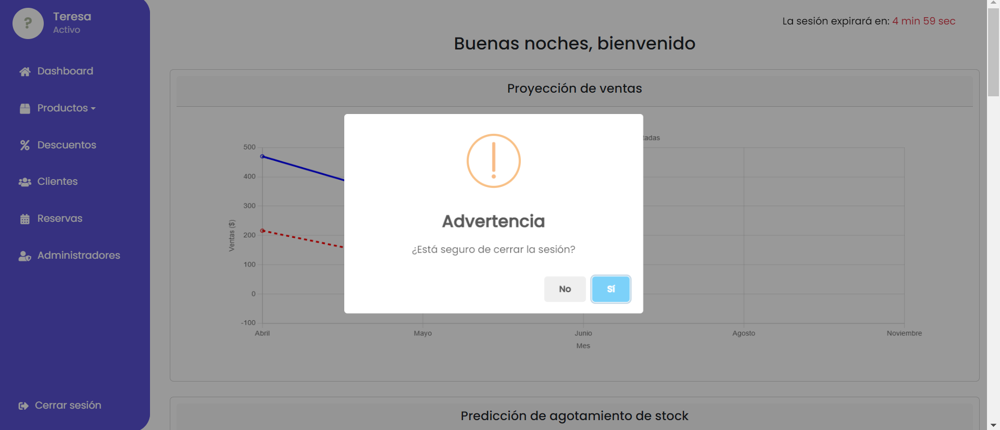 ?
Teresa
Activo
Dashboard
Productos
Descuentos
Clientes
Reservas
Administradores
Cerrar sesión
La sesión expirará en: 4 min 59 sec
Buenas noches, bienvenido
Proyección de ventas
tadas
500
400
300
200
100
0
-100
Ventas ($)
Abril
Mayo
Junio
Agosto
Noviembre
Mes
Advertencia
¿Está seguro de cerrar la sesión?
No
Sí
Predicción de agotamiento de stock